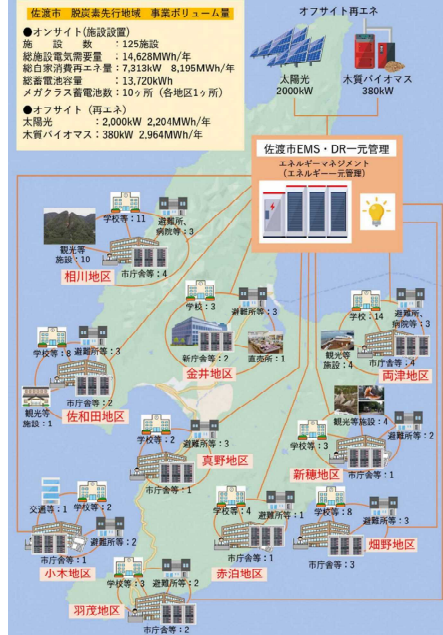 佐渡市 脱炭素先行地域 事業ボリューム量
●オンサイト(施設設置)
施設数:125施設
総施設電気需要量:14,628MWh/年
総自家消費再エネ量:7,313kW 8,195MWh/年
総蓄電池容量:13,720kWh
メガクラス蓄電池数:10ヶ所(各地区1ヶ所)
●オフサイト(再エネ)
太陽光:2,000kW 2,204MWh/年
木質バイオマス:380kW 2,964MWh/年
オフサイト再エネ
太陽光
2000kW
木質バイオマス
380kW
佐渡市EMS・DR一元管理
エネルギーマネジメント
(エネルギー一元管理)
学校等:11
避難所、
病院等:3
観光等
施設:10
市庁舎等:4
相川地区
学校:3
避難所等:3
新庁舎等:2
直売所:1
金井地区
学校:14
避難所、
病院等:3
観光等
施設:4
市庁舎等:4
両津地区
学校等:8
避難所等:3
観光等
施設:1
市庁舎等:2
佐和田地区
学校等:2
避難所等:3
市庁舎等:1
真野地区
観光等施設:4
学校等:3
避難所等:2
市庁舎等:1
新穂地区
交通等:1
学校等:2
市庁舎等:1
避難所等:2
小木地区
学校等:4
避難所等:1
市庁舎等:1
赤泊地区
学校等:8
避難所等:3
市庁舎等:3
畑野地区
学校等:3
避難所等:2
市庁舎等:2
羽茂地区